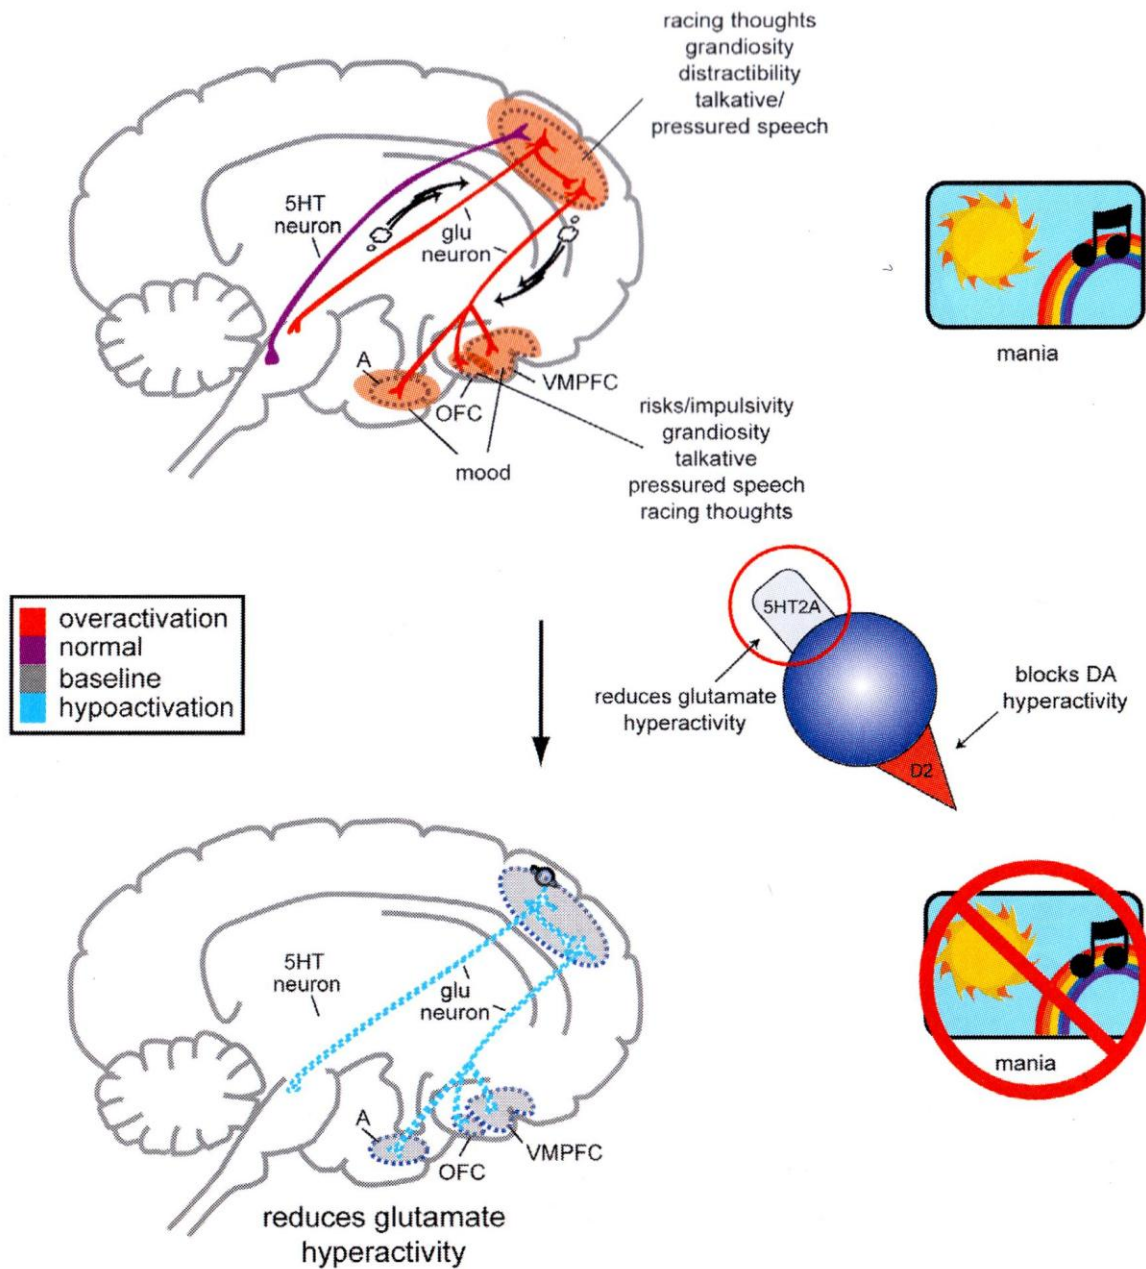 racing thoughts
grandiosity
distractibility
talkative/
pressured speech
5HT
neuron
glu
neuron
A
OFC
VMPFC
mood
risks/impulsivity
grandiosity
talkative
pressured speech
racing thoughts
mania
overactivation
normal
baseline
hypoactivation
5HT2A
reduces glutamate
hyperactivity
blocks DA
hyperactivity
D2
5HT
neuron
glu
neuron
A
OFC
VMPFC
reduces glutamate
hyperactivity
mania